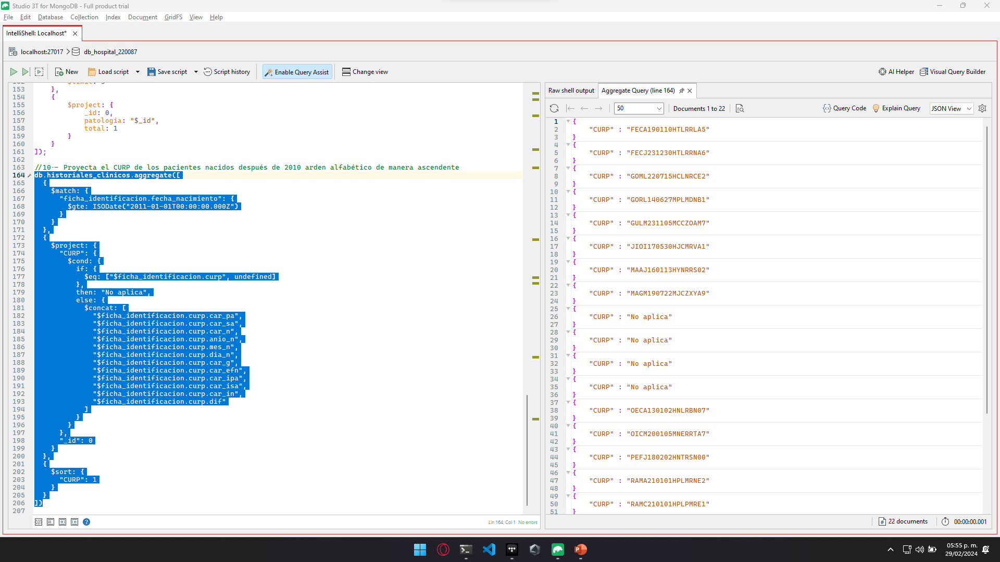 Studio 3T for MongoDB - Full product trial
File Edit Database Collection Index Document GridFS View Help
IntelliShell: Localhost*
localhost:27017 db_hospital_220087
New Load script Save script Script history Enable Query Assist Change view AI Helper Visual Query Builder
153 },
154 {
155 $project: {
156 _id: 0,
157 patologia: "$_id",
158 total: 1
159 }
160 }
161 ]);
162
163 //10.- Proyecta el CURP de los pacientes nacidos después de 2010 arden alfabético de manera ascendente
164 db.historiales_clinicos.aggregate([
165 {
166 $match: {
167 "ficha_identificacion.fecha_nacimiento": {
168 $gte: ISODate("2011-01-01T00:00:00.000Z")
169 }
170 }
171 },
172 {
173 $project: {
174 "CURP": {
175 $cond: {
176 if: {
177 $eq: ["$ficha_identificacion.curp", undefined]
178 },
179 then: "No aplica",
180 else: {
181 $concat: [
182 "$ficha_identificacion.curp.car_pa",
183 "$ficha_identificacion.curp.car_sa",
184 "$ficha_identificacion.curp.car_n",
185 "$ficha_identificacion.curp.anio_n",
186 "$ficha_identificacion.curp.mes_n",
187 "$ficha_identificacion.curp.dia_n",
188 "$ficha_identificacion.curp.car_g",
189 "$ficha_identificacion.curp.car_efn",
190 "$ficha_identificacion.curp.car_ipa",
191 "$ficha_identificacion.curp.car_isa",
192 "$ficha_identificacion.curp.car_in",
193 "$ficha_identificacion.curp.dif"
194 ]
195 }
196 }
197 },
198 "_id": 0
199 }
200 },
201 {
202 $sort: {
203 "CURP": 1
204 }
205 }
206 ])
207
Lin 164, Col 1 No errors
Raw shell output Aggregate Query (line 164)
50 Documents 1 to 22 Query Code Explain Query JSON View
1 {
2 "CURP" : "FECA190110HTLRRLA5"
3 }
4 {
5 "CURP" : "FECJ231230HTLRRNA6"
6 }
7 {
8 "CURP" : "GOML220715HCLNRCE2"
9 }
10 {
11 "CURP" : "GORL140627MPLMDNB1"
12 }
13 {
14 "CURP" : "GULM231105MCCZOAM7"
15 }
16 {
17 "CURP" : "JIOI170530HJCMRVA1"
18 }
19 {
20 "CURP" : "MAAJ160113HYNRRS02"
21 }
22 {
23 "CURP" : "MAGM190722MJCZXYA9"
24 }
25 {
26 "CURP" : "No aplica"
27 }
28 {
29 "CURP" : "No aplica"
30 }
31 {
32 "CURP" : "No aplica"
33 }
34 {
35 "CURP" : "No aplica"
36 }
37 {
38 "CURP" : "OECA130102HNLRBN07"
39 }
40 {
41 "CURP" : "OICM200105MNERRTA7"
42 }
43 {
44 "CURP" : "PEFJ180202HNTRSN00"
45 }
46 {
47 "CURP" : "RAMA210101HPLMRNE2"
48 }
49 {
50 "CURP" : "RAMC210101HPLPMRE1"
51 }
22 documents 00:00:00.001
05:55 p. m.
29/02/2024